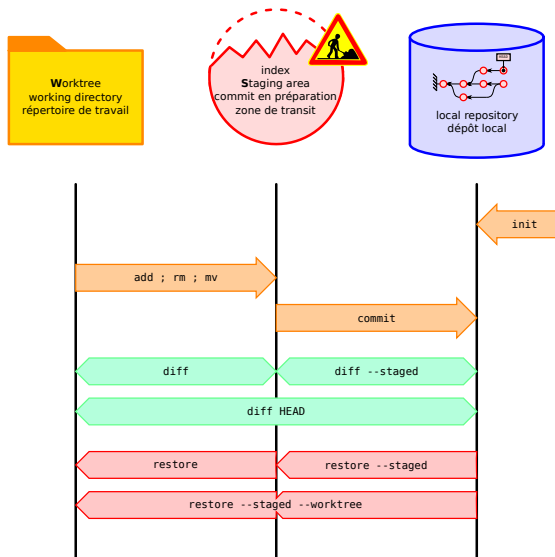 Worktree
working directory
répertoire de travail
index
Staging area
commit en préparation
zone de transit
local repository
dépôt local
init
add ; rm ; mv
commit
diff
diff --staged
diff HEAD
restore
restore --staged
restore --staged --worktree